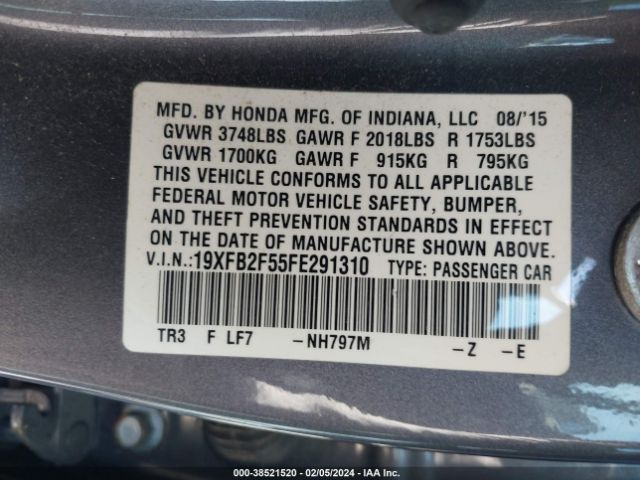 MFD. BY HONDA MFG. OF INDIANA, LLC 08/'15
GVWR 3748LBS GAWR F 2018LBS R 1753LBS
GVWR 1700KG GAWR F 915KG R 795KG
THIS VEHICLE CONFORMS TO ALL APPLICABLE
FEDERAL MOTOR VEHICLE SAFETY, BUMPER,
AND THEFT PREVENTION STANDARDS IN EFFECT
ON THE DATE OF MANUFACTURE SHOWN ABOVE.
V.I.N.:19XFB2F55FE291310 TYPE: PASSENGER CAR
TR3 F LF7 -NH797M -Z -E
000-38521520 - 02/05/2024 - IAA Inc.